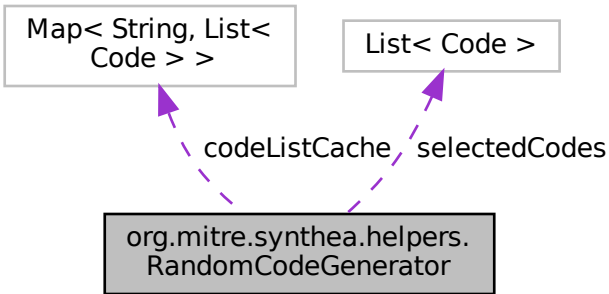 Map< String, List<
Code > >
List< Code >
codeListCache
selectedCodes
org.mitre.synthea.helpers.
RandomCodeGenerator